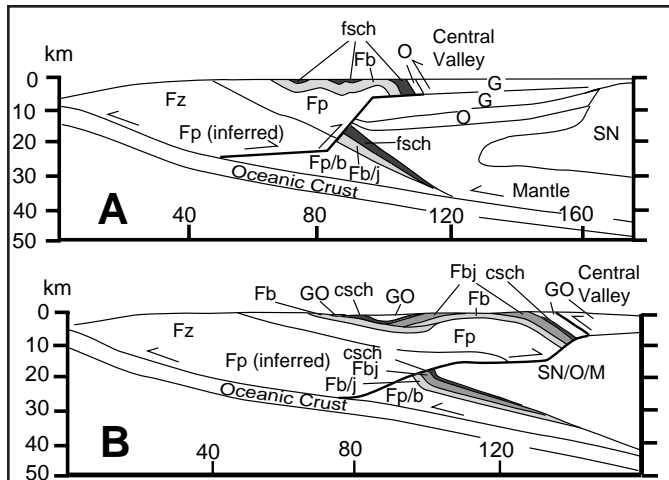 fsch
km
Fb
O
Central
Valley
0
10
20
30
40
50
Fz
Fp
G
G
O
SN
Fp (inferred)
fsch
Fp/b
Fb/j
Oceanic Crust
Mantle
A
40
80
120
160
km
Fb
GO
csch
GO
Fbj
csch
Fb
GO
Central
Valley
0
10
20
30
40
50
Fz
Fp
Fp (inferred)
csch
Fbj
Fb/j
Fp/b
SN/O/M
Oceanic Crust
B
40
80
120